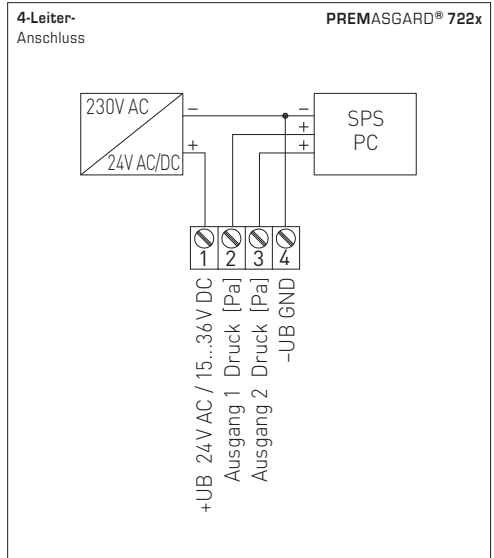 4-Leiter-
Anschluss
PREMASGARD® 722x
230V AC
24V AC/DC
–
+
–
+
+
SPS
PC
1 2 3 4
+UB 24V AC / 15...36V DC
Ausgang 1 Druck [Pa]
Ausgang 2 Druck [Pa]
–UB GND